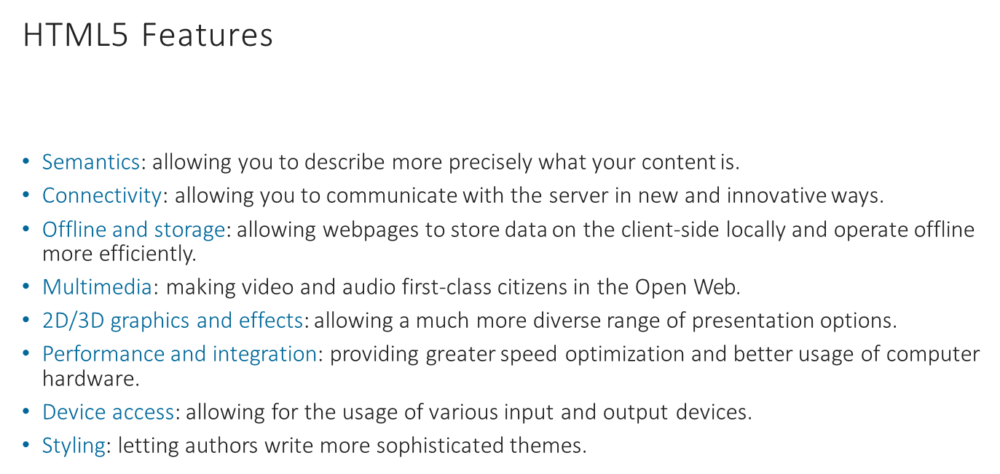 HTML5 Features
• Semantics: allowing you to describe more precisely what your content is.
• Connectivity: allowing you to communicate with the server in new and innovative ways.
• Offline and storage: allowing webpages to store data on the client-side locally and operate offline
more efficiently.
• Multimedia: making video and audio first-class citizens in the Open Web.
• 2D/3D graphics and effects: allowing a much more diverse range of presentation options.
• Performance and integration: providing greater speed optimization and better usage of computer
hardware.
• Device access: allowing for the usage of various input and output devices.
• Styling: letting authors write more sophisticated themes.